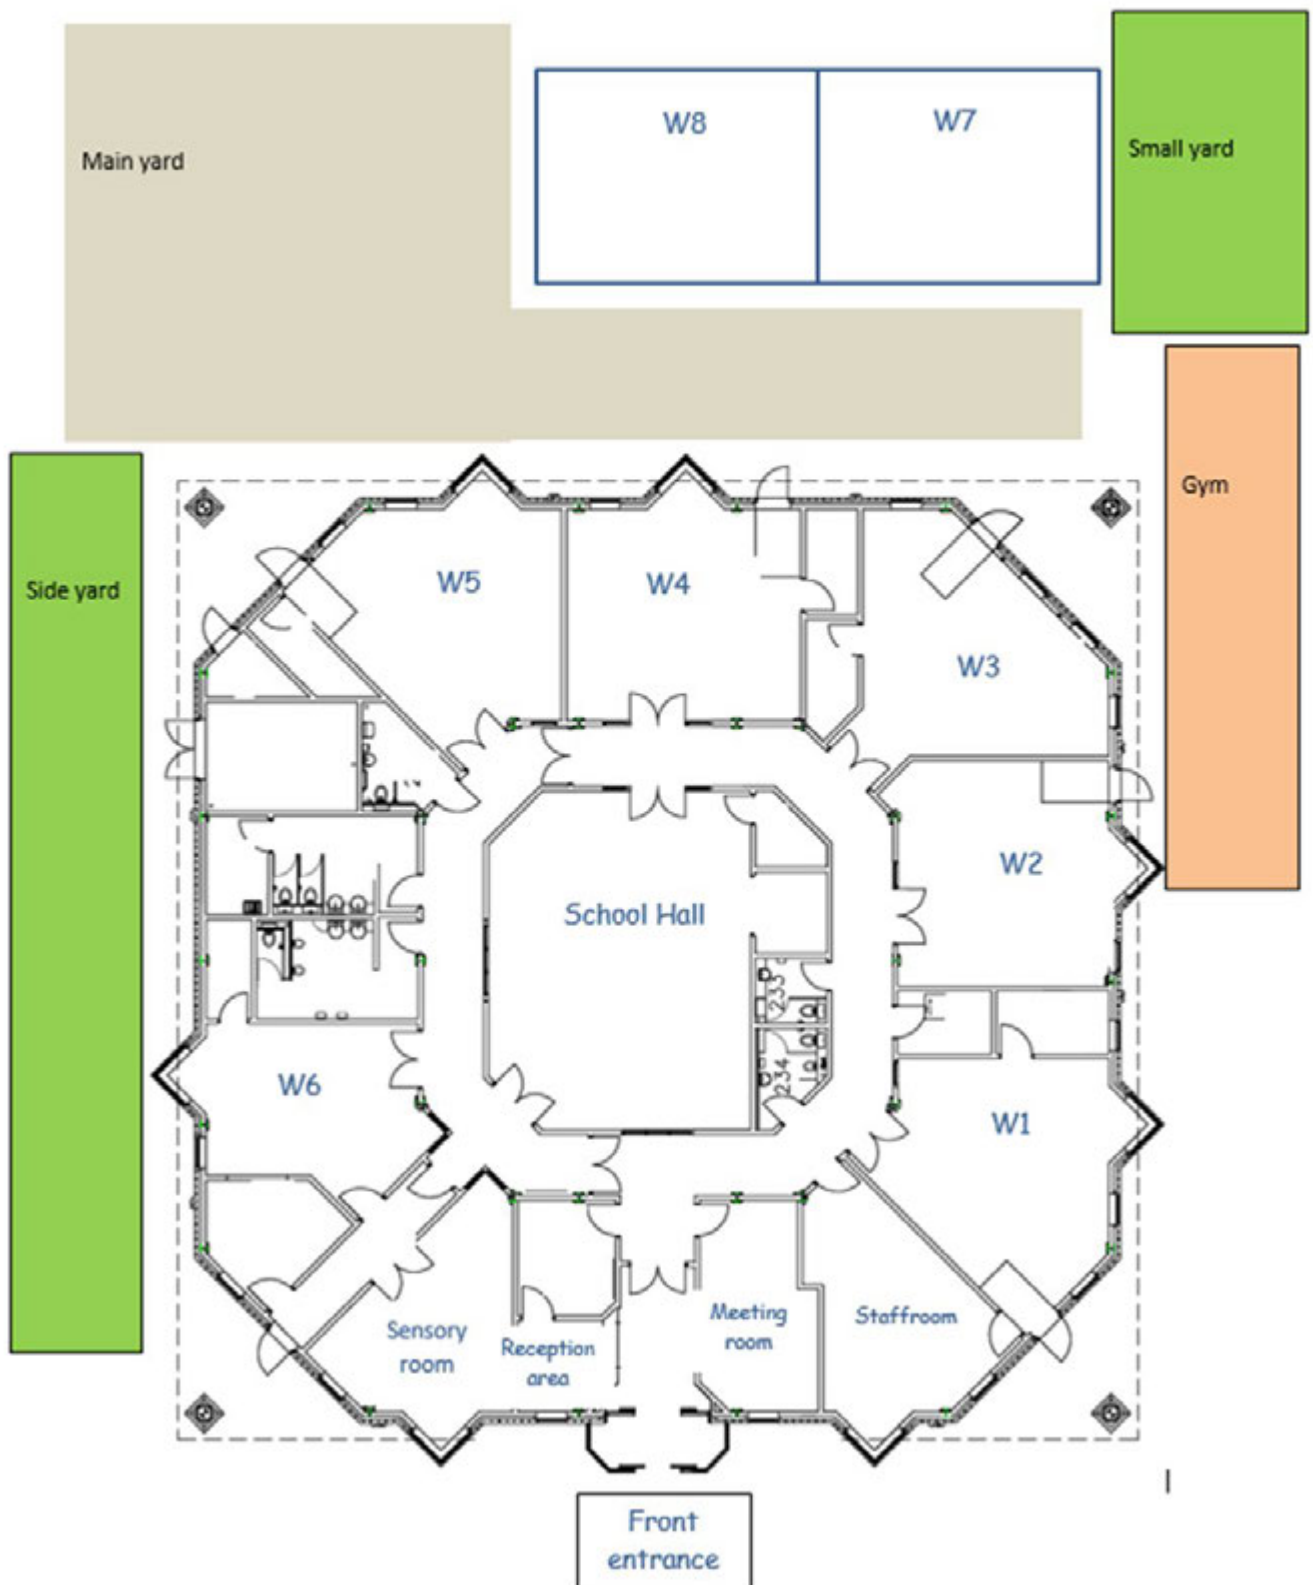 Main yard
W8
W7
Small yard
Gym
Side yard
W5
W4
W3
W2
School Hall
233
234
W6
W1
Sensory
room
Reception
area
Meeting
room
Staffroom
Front
entrance